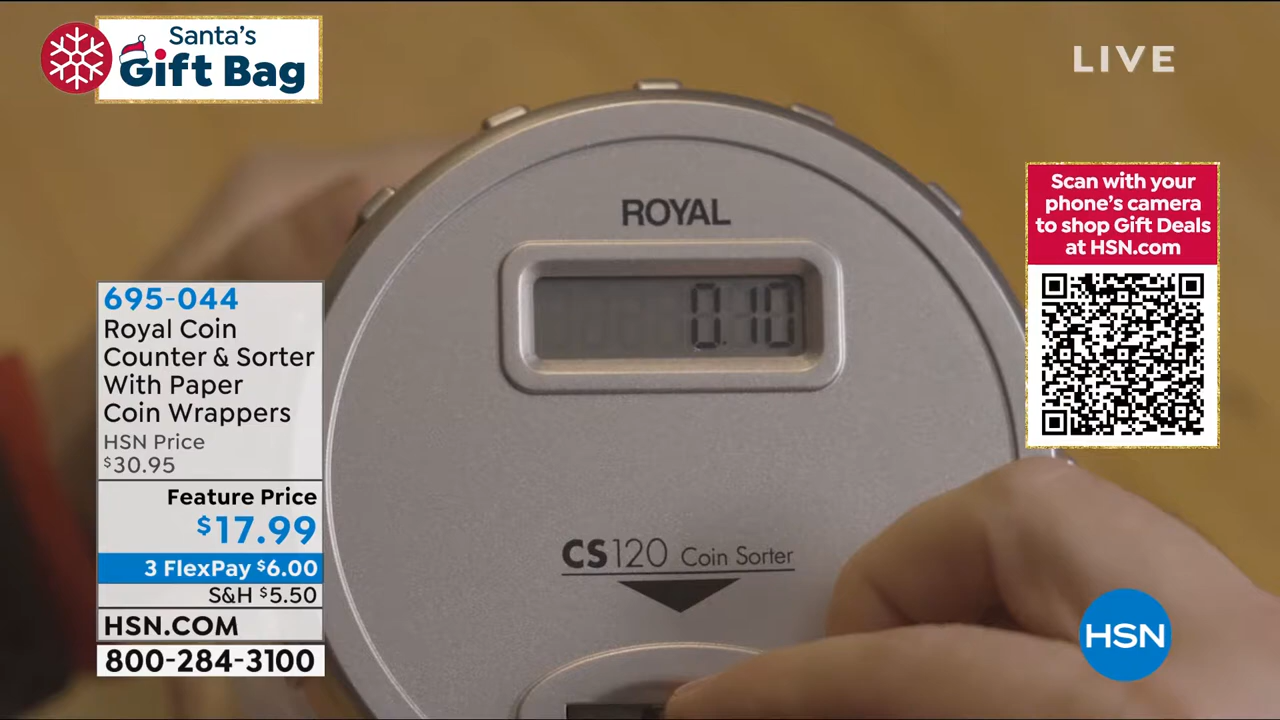 Santa's
Gift Bag
LIVE
Scan with your
phone's camera
to shop Gift Deals
at HSN.com
ROYAL
0.10
695-044
Royal Coin
Counter & Sorter
With Paper
Coin Wrappers
HSN Price
$30.95
Feature Price
$17.99
3 FlexPay $6.00
S&H $5.50
HSN.COM
800-284-3100
CS120 Coin Sorter
HSN